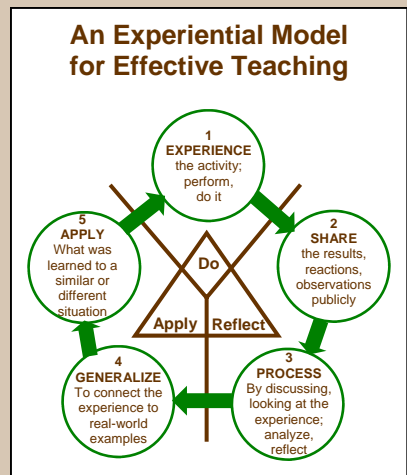 An Experiential Model
for Effective Teaching
1
EXPERIENCE
the activity;
perform,
do it
2
SHARE
the results,
reactions,
observations
publicly
3
PROCESS
By discussing,
looking at the
experience;
analyze,
reflect
4
GENERALIZE
To connect the
experience to
real-world
examples
5
APPLY
What was
learned to a
similar or
different
situation
Do
Apply
Reflect